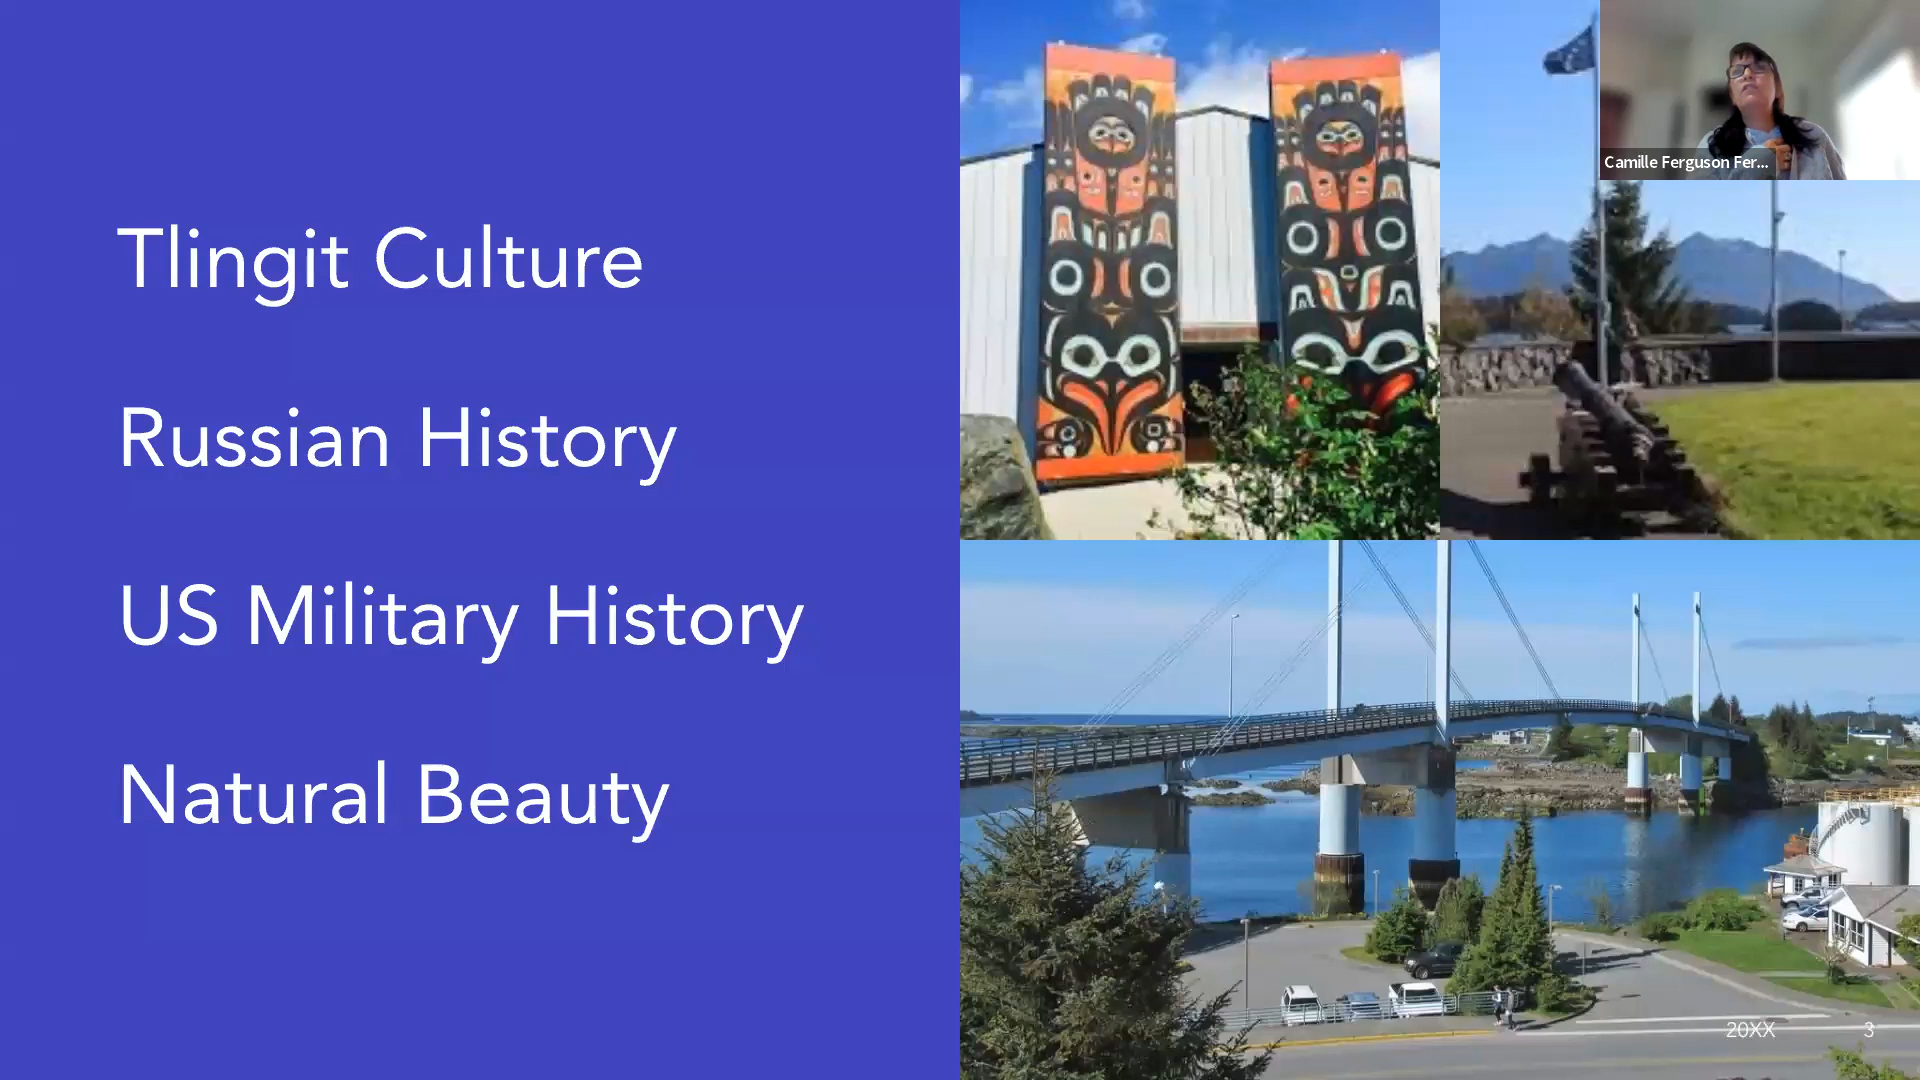 Tlingit Culture
Russian History
US Military History
Natural Beauty
Camille Ferguson Fer...
20XX
3